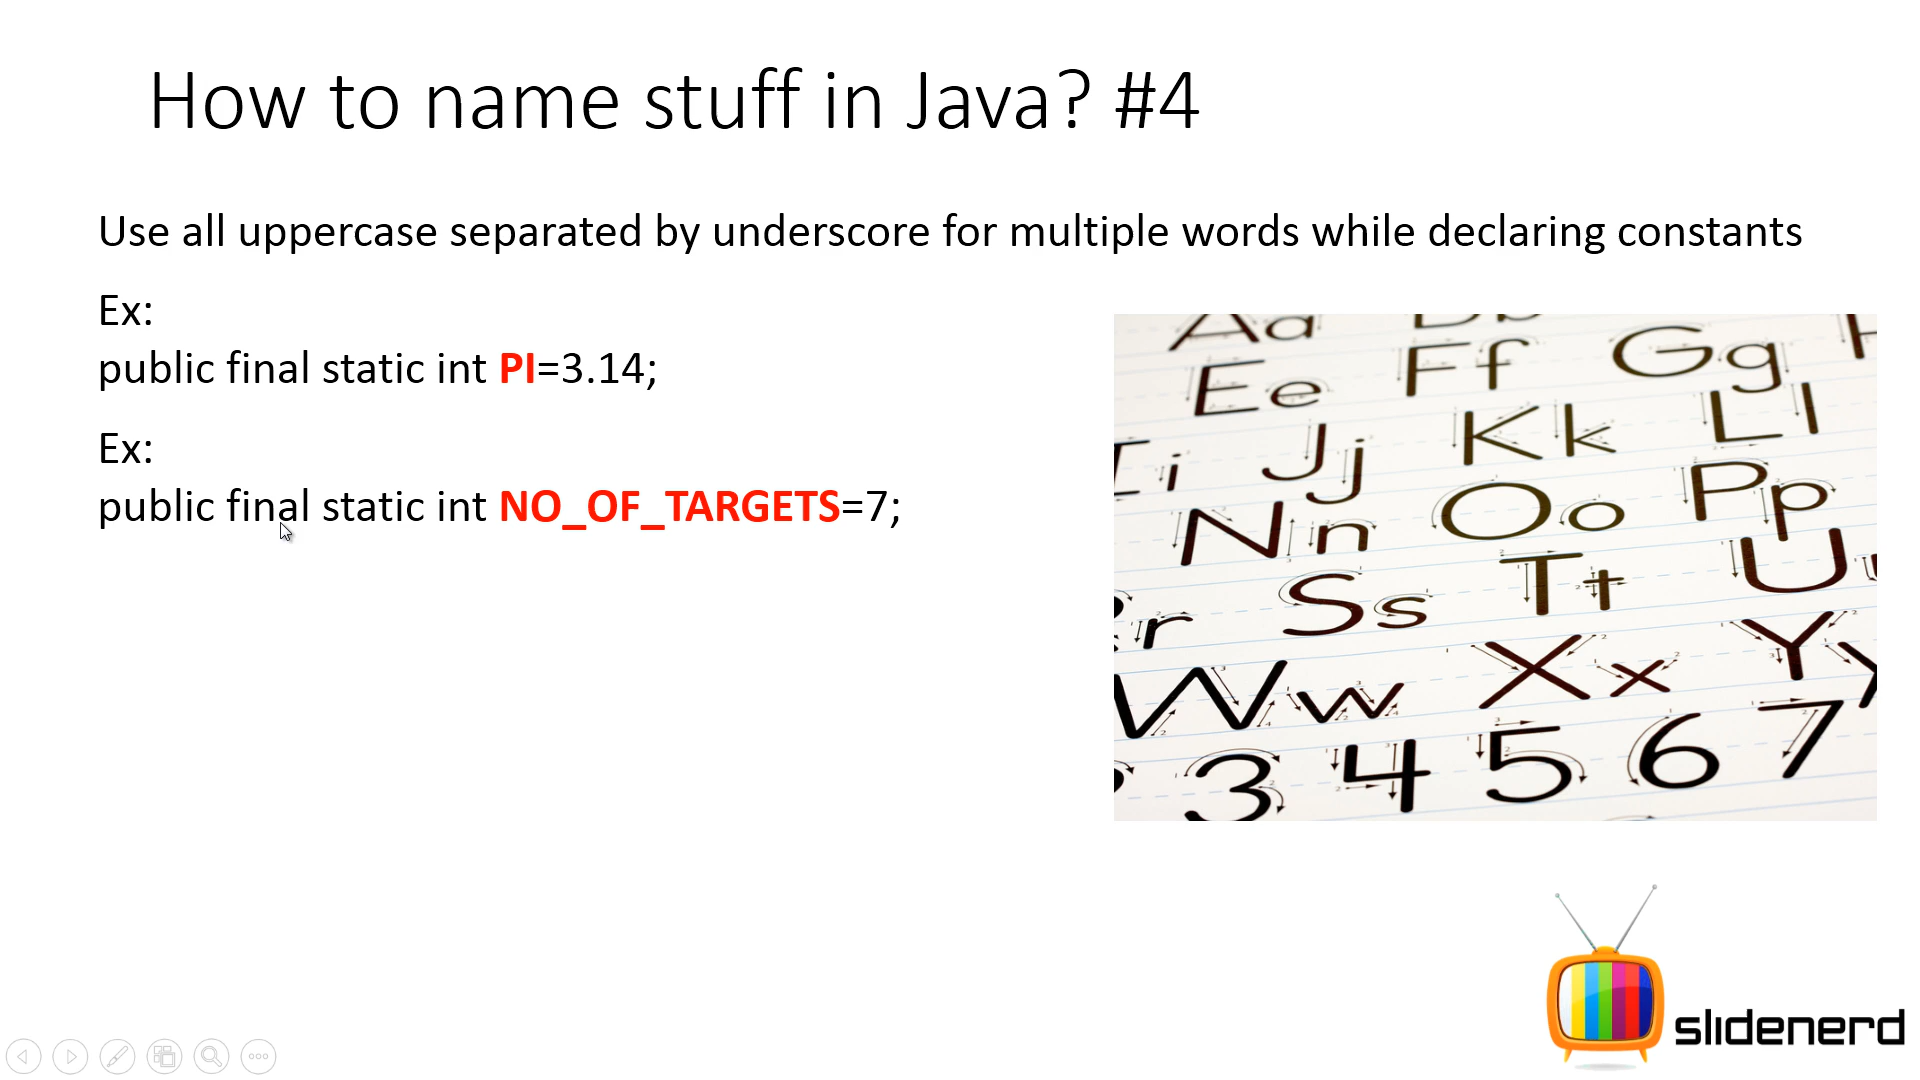 How to name stuff in Java? #4
Use all uppercase separated by underscore for multiple words while declaring constants
Ex:
public final static int PI=3.14;
Ex:
public final static int NO_OF_TARGETS=7;
Aa
Ee Ff Gg
i Jj Kk Ll
Nn Oo Pp
r Ss Tt U
Ww Xx Yy
3 4 5 6 7
slidenerd